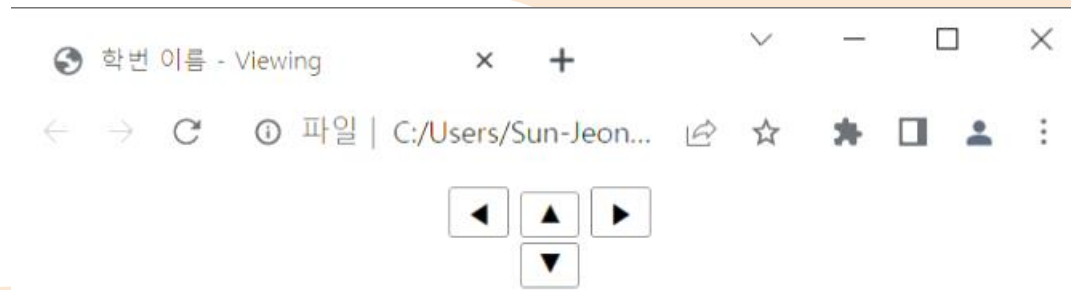 학번 이름 - Viewing
파일 | C:/Users/Sun-Jeon...
◀ ▲ ▶
▼